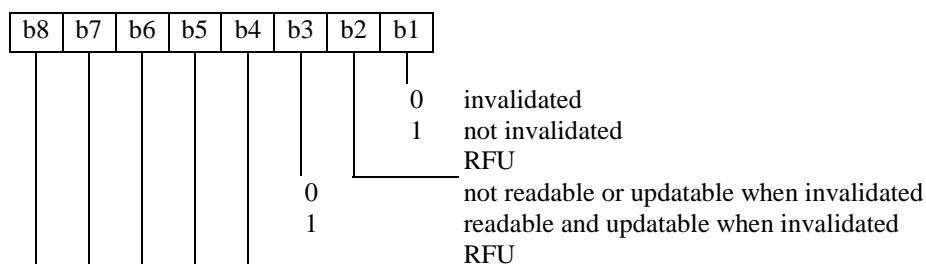 b8 b7 b6 b5 b4 b3 b2 b1
0 invalidated
1 not invalidated
RFU
0 not readable or updatable when invalidated
1 readable and updatable when invalidated
RFU